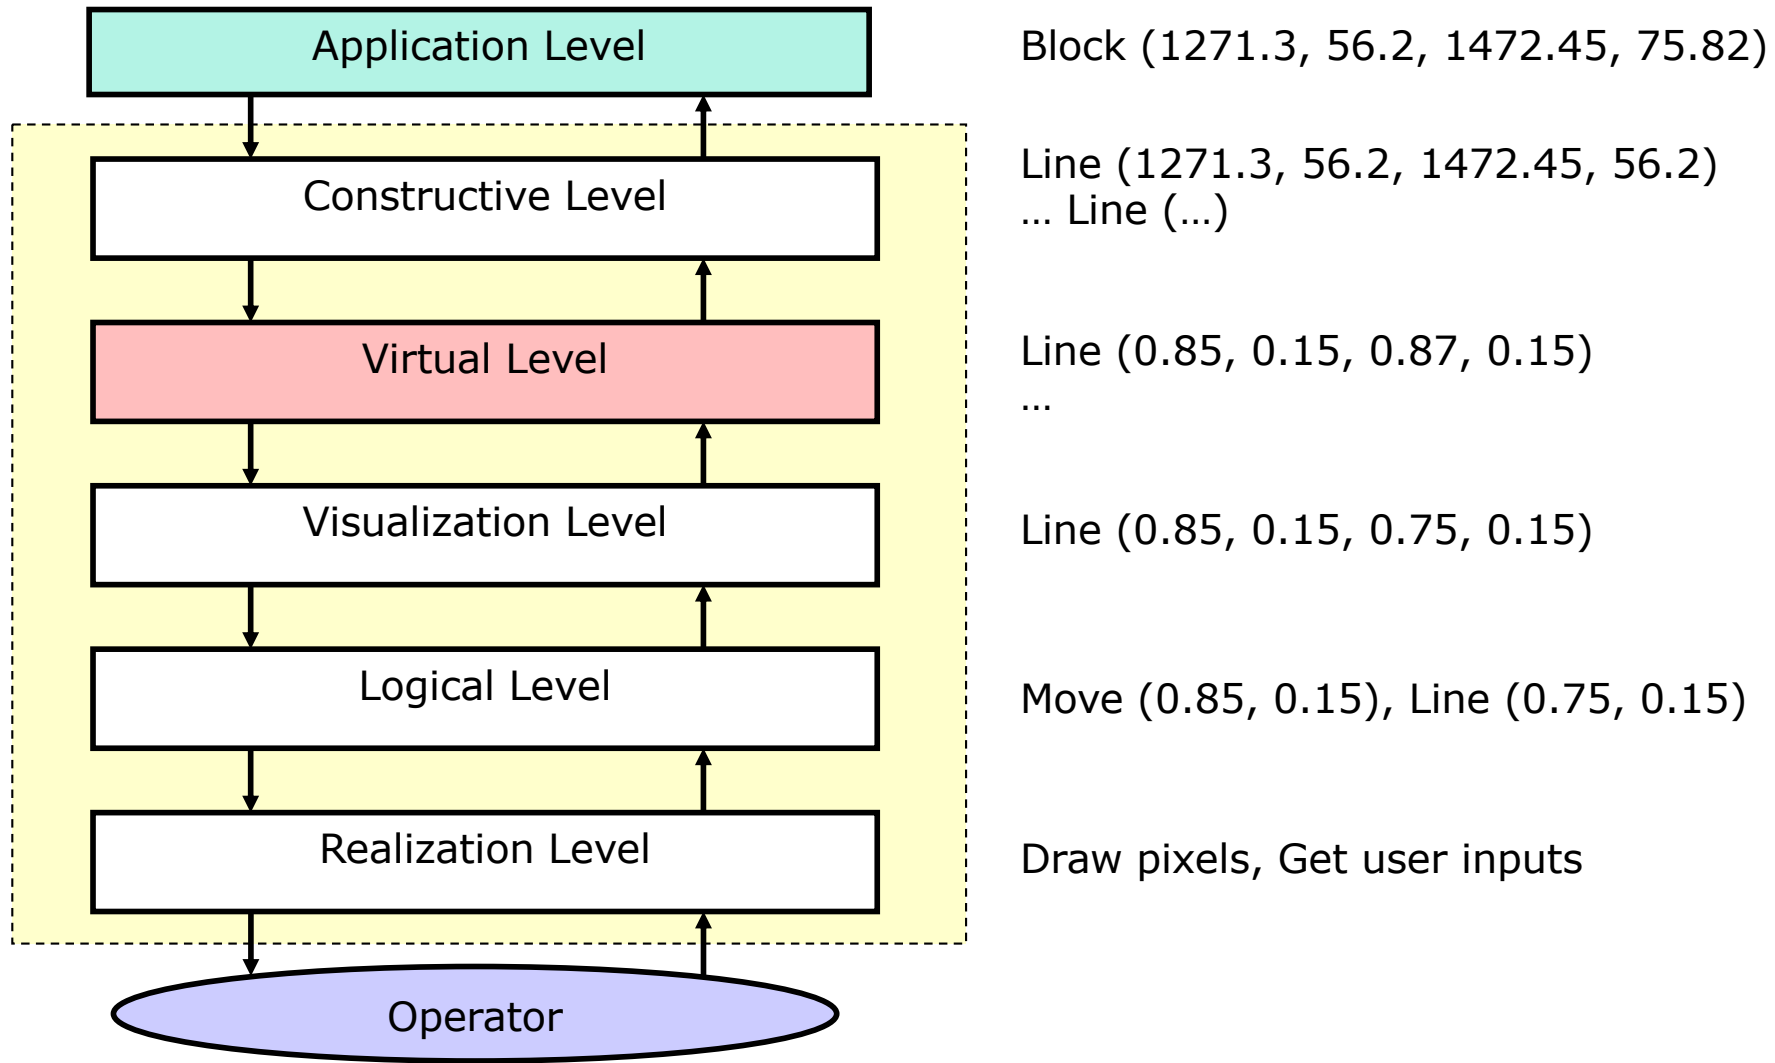 Application Level
Block (1271.3, 56.2, 1472.45, 75.82)
Constructive Level
Line (1271.3, 56.2, 1472.45, 56.2)
… Line (…)
Virtual Level
Line (0.85, 0.15, 0.87, 0.15)
…
Visualization Level
Line (0.85, 0.15, 0.75, 0.15)
Logical Level
Move (0.85, 0.15), Line (0.75, 0.15)
Realization Level
Draw pixels, Get user inputs
Operator